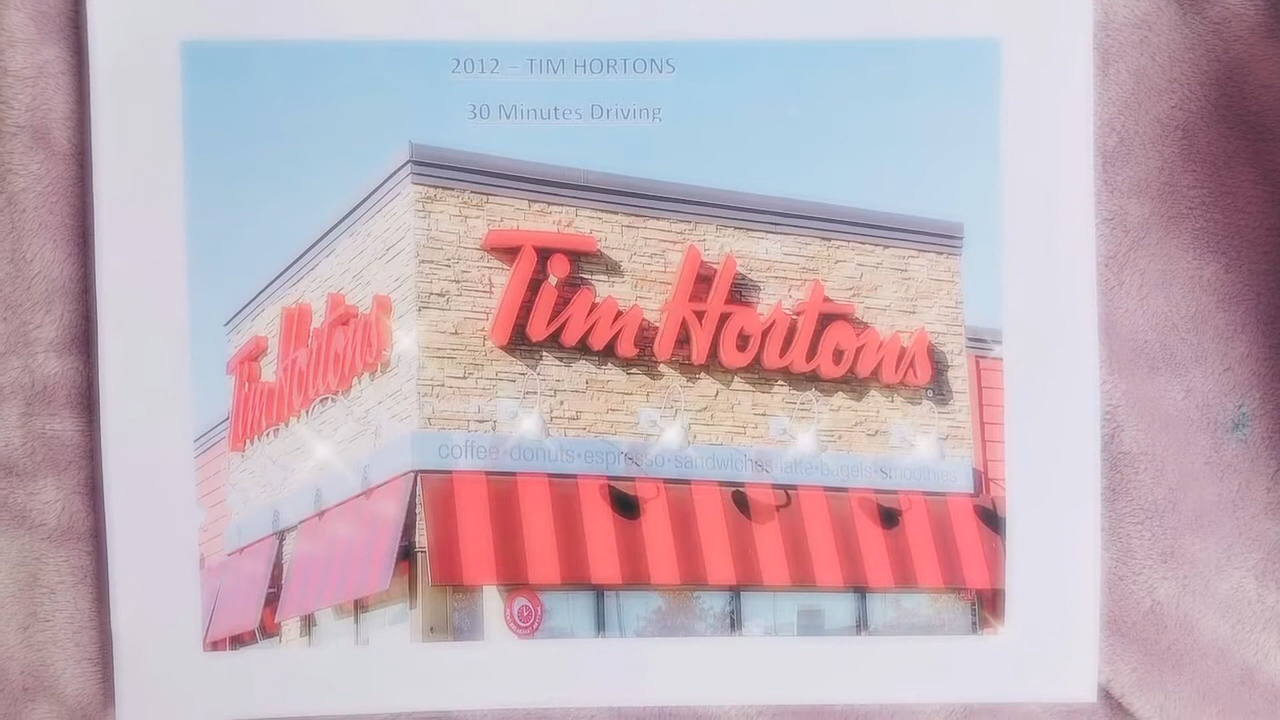 2012 – TIM HORTONS
30 Minutes Driving
Tim Hortons
Tim Hortons
coffee•donuts•espresso•sandwiches•latte•bagels•smoothies